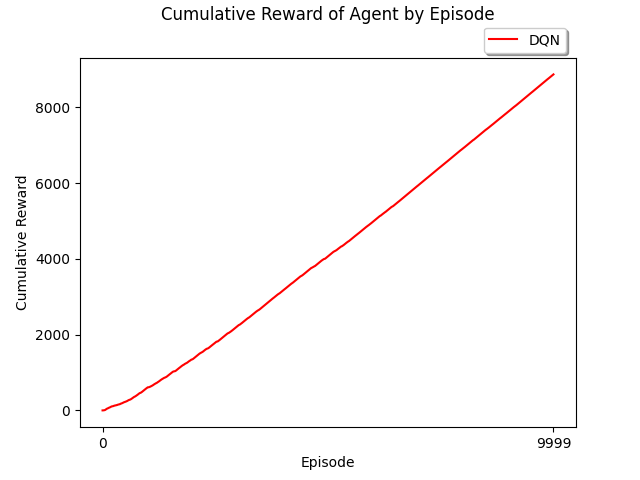 Cumulative Reward of Agent by Episode
DQN
8000
6000
4000
2000
0
Cumulative Reward
0
9999
Episode